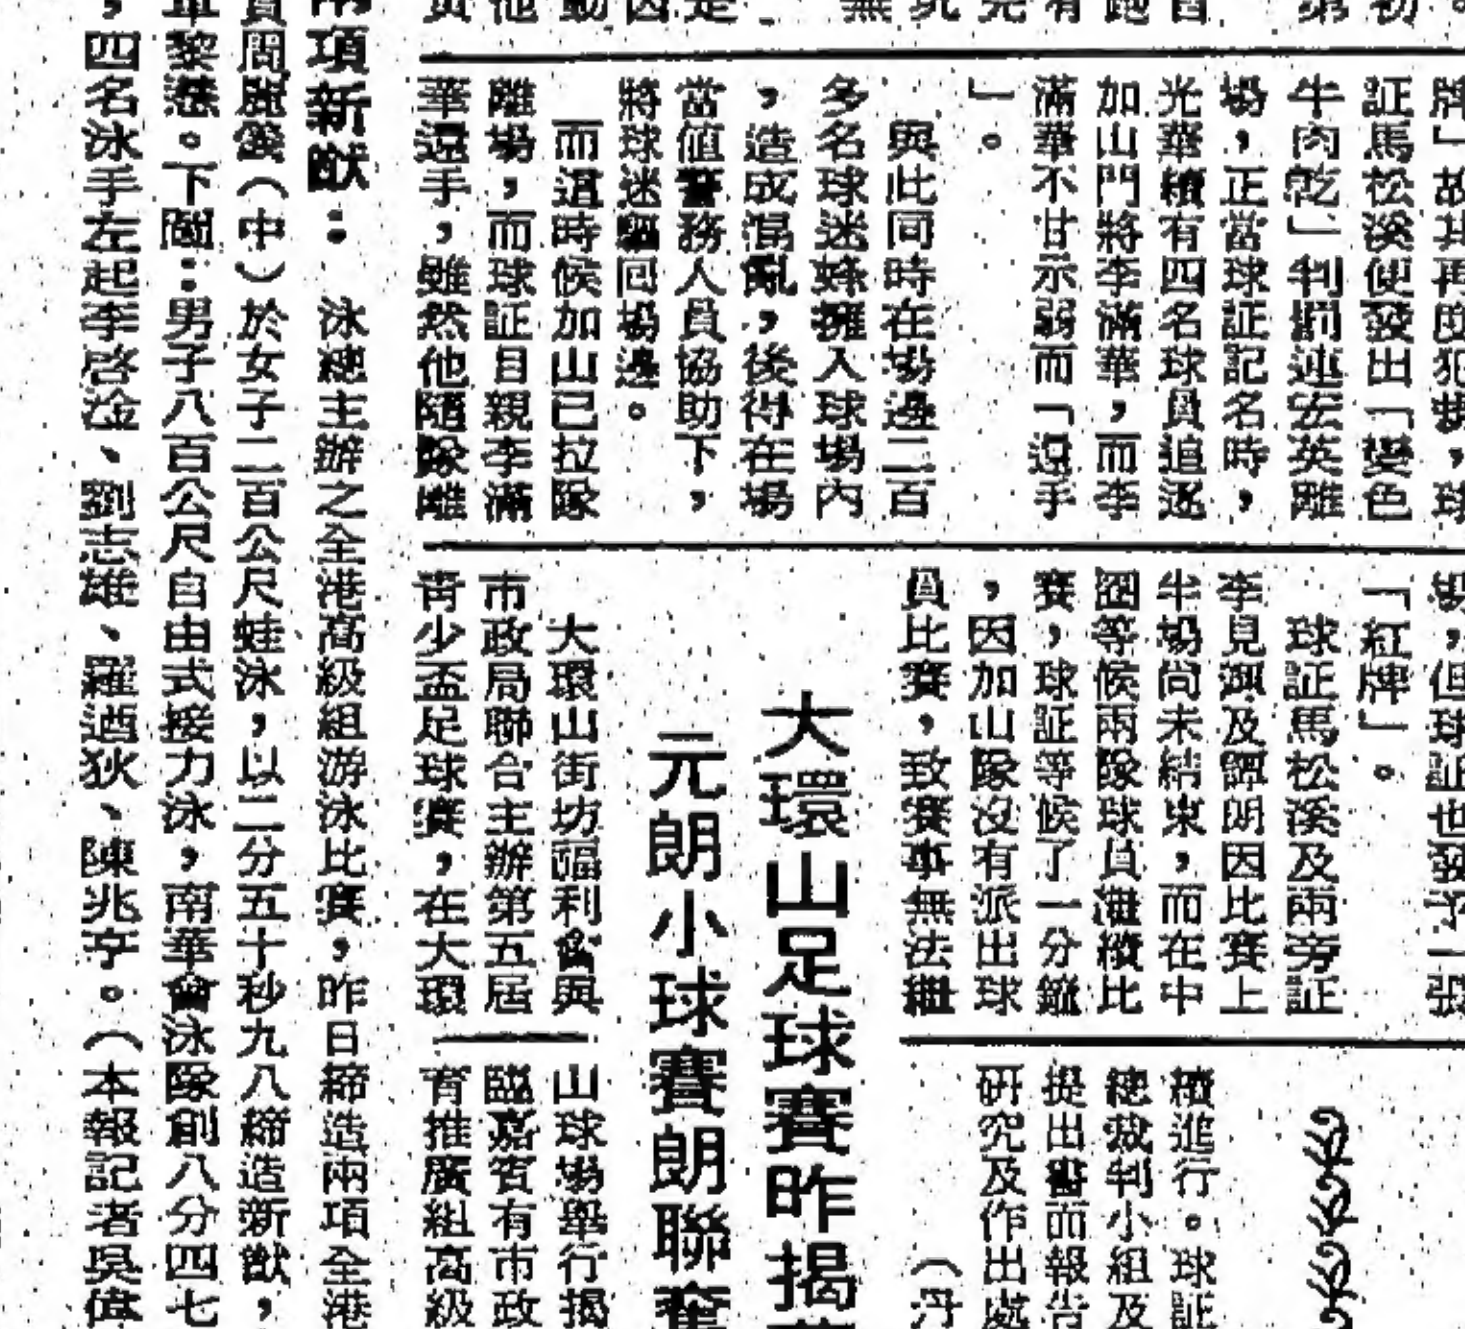 牌」故其再度犯規，球
証馬松溪便發出「變色
牛肉乾」判罰連宏英離
場，正當球証記名時，
光華續有四名球員追逐
加山門將李滿華，而李
滿華不甘示弱而「還手
」。
與此同時在場邊二百
多名球迷蜂擁入球場內
，造成混亂，後得在場
當值警務人員協助下，
將球迷驅回場邊。
而這時候加山已拉隊
離場，而球証目親李滿
華還手，雖然他隨隊離
場，但球証也發予一張
「紅牌」。
球証馬松溪及兩旁証
李見源及譚朗因比賽上
半場尚未結束，而在中
圈等候兩隊球員繼續比
賽，球証等候了一分鐘
，因加山隊沒有派出球
員比賽，致賽事無法繼
續進行。球証
總裁判小組及
提出書面報告
研究及作出處
（丹
大環山足球賽昨揭
元朗小球賽朗聯奮
大環山街坊福利會與
市政局聯合主辦第五屆
青少盃足球賽，在大環
山球場舉行揭
臨嘉賓有市政
育推廣組高級
兩項新猷：泳總主辦之全港高級組游泳比賽，昨日締造兩項全港
（中）於女子二百公尺蛙泳，以二分五十秒九八締造新猷，
。下圖：男子八百公尺自由式接力泳，南華會泳隊創八分四七
，四名泳手左起李啓淦、劉志雄、羅迺狄、陳兆亨。（本報記者吳偉